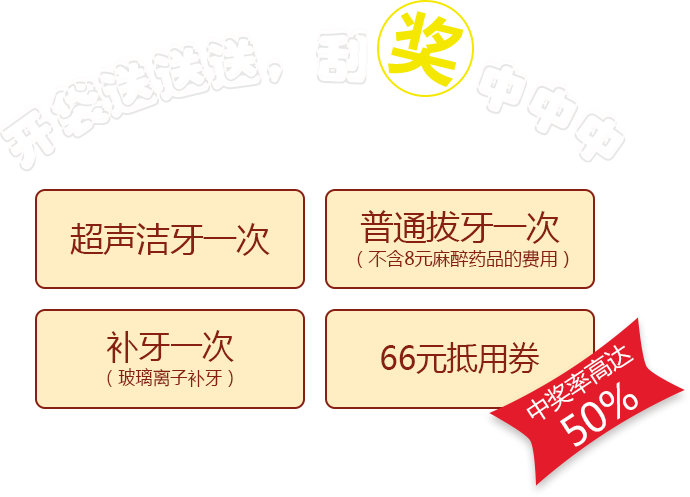 开袋送送送，刮奖中中中
超声洁牙一次
普通拔牙一次
（不含8元麻醉药品的费用）
补牙一次
（玻璃离子补牙）
66元抵用券
中奖率高达
50%